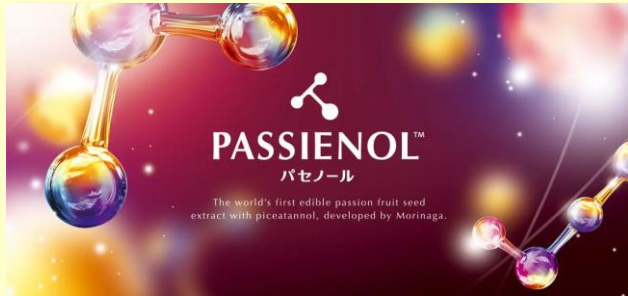 PASSIENOL™
パセノール
The world's first edible passion fruit seed
extract with piceatannol, developed by Morinaga.